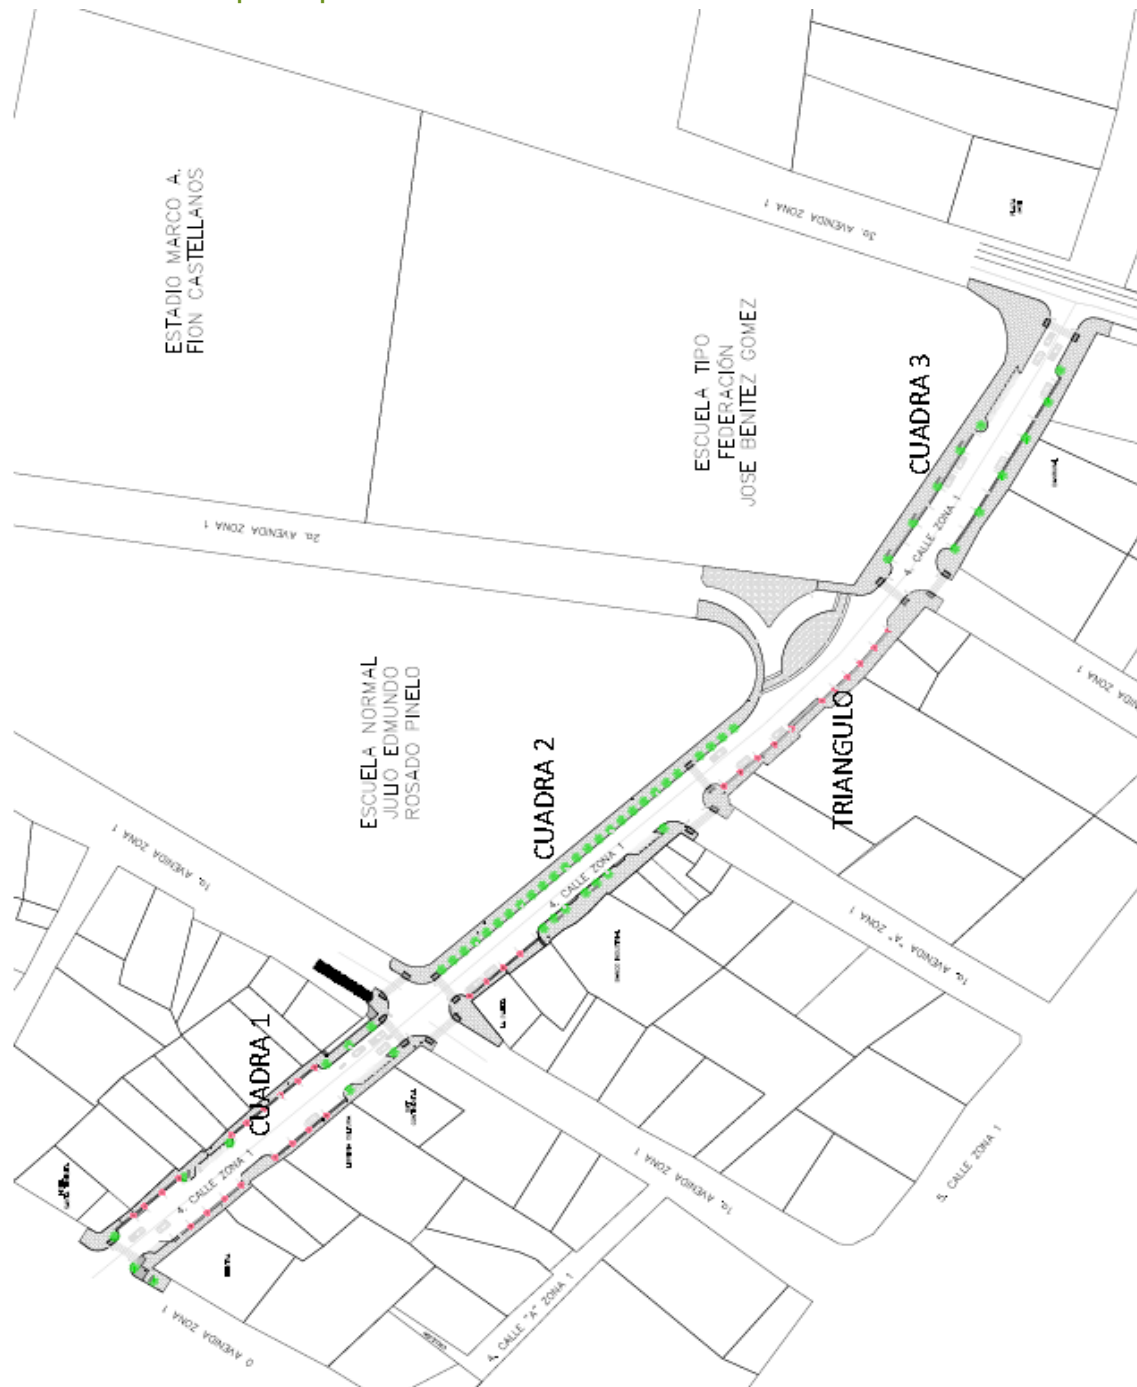 ESTADIO MARCO A.
FION CASTELLANOS
3a. AVENIDA ZONA 1
ESCUELA TIPO
FEDERACIÓN
JOSE BENITEZ GOMEZ
CUADRA 3
2a. AVENIDA ZONA 1
4. CALLE ZONA 1
ESCUELA NORMAL
JULIO EDMUNDO
ROSADO PINELO
CUADRA 2
TRIANGULO
1a. AVENIDA ZONA 1
4. CALLE ZONA 1
1a. AVENIDA "A" ZONA 1
CUADRA 1
4. CALLE ZONA 1
1a. AVENIDA ZONA 1
5. CALLE ZONA 1
0 AVENIDA ZONA 1
4. CALLE "A" ZONA 1